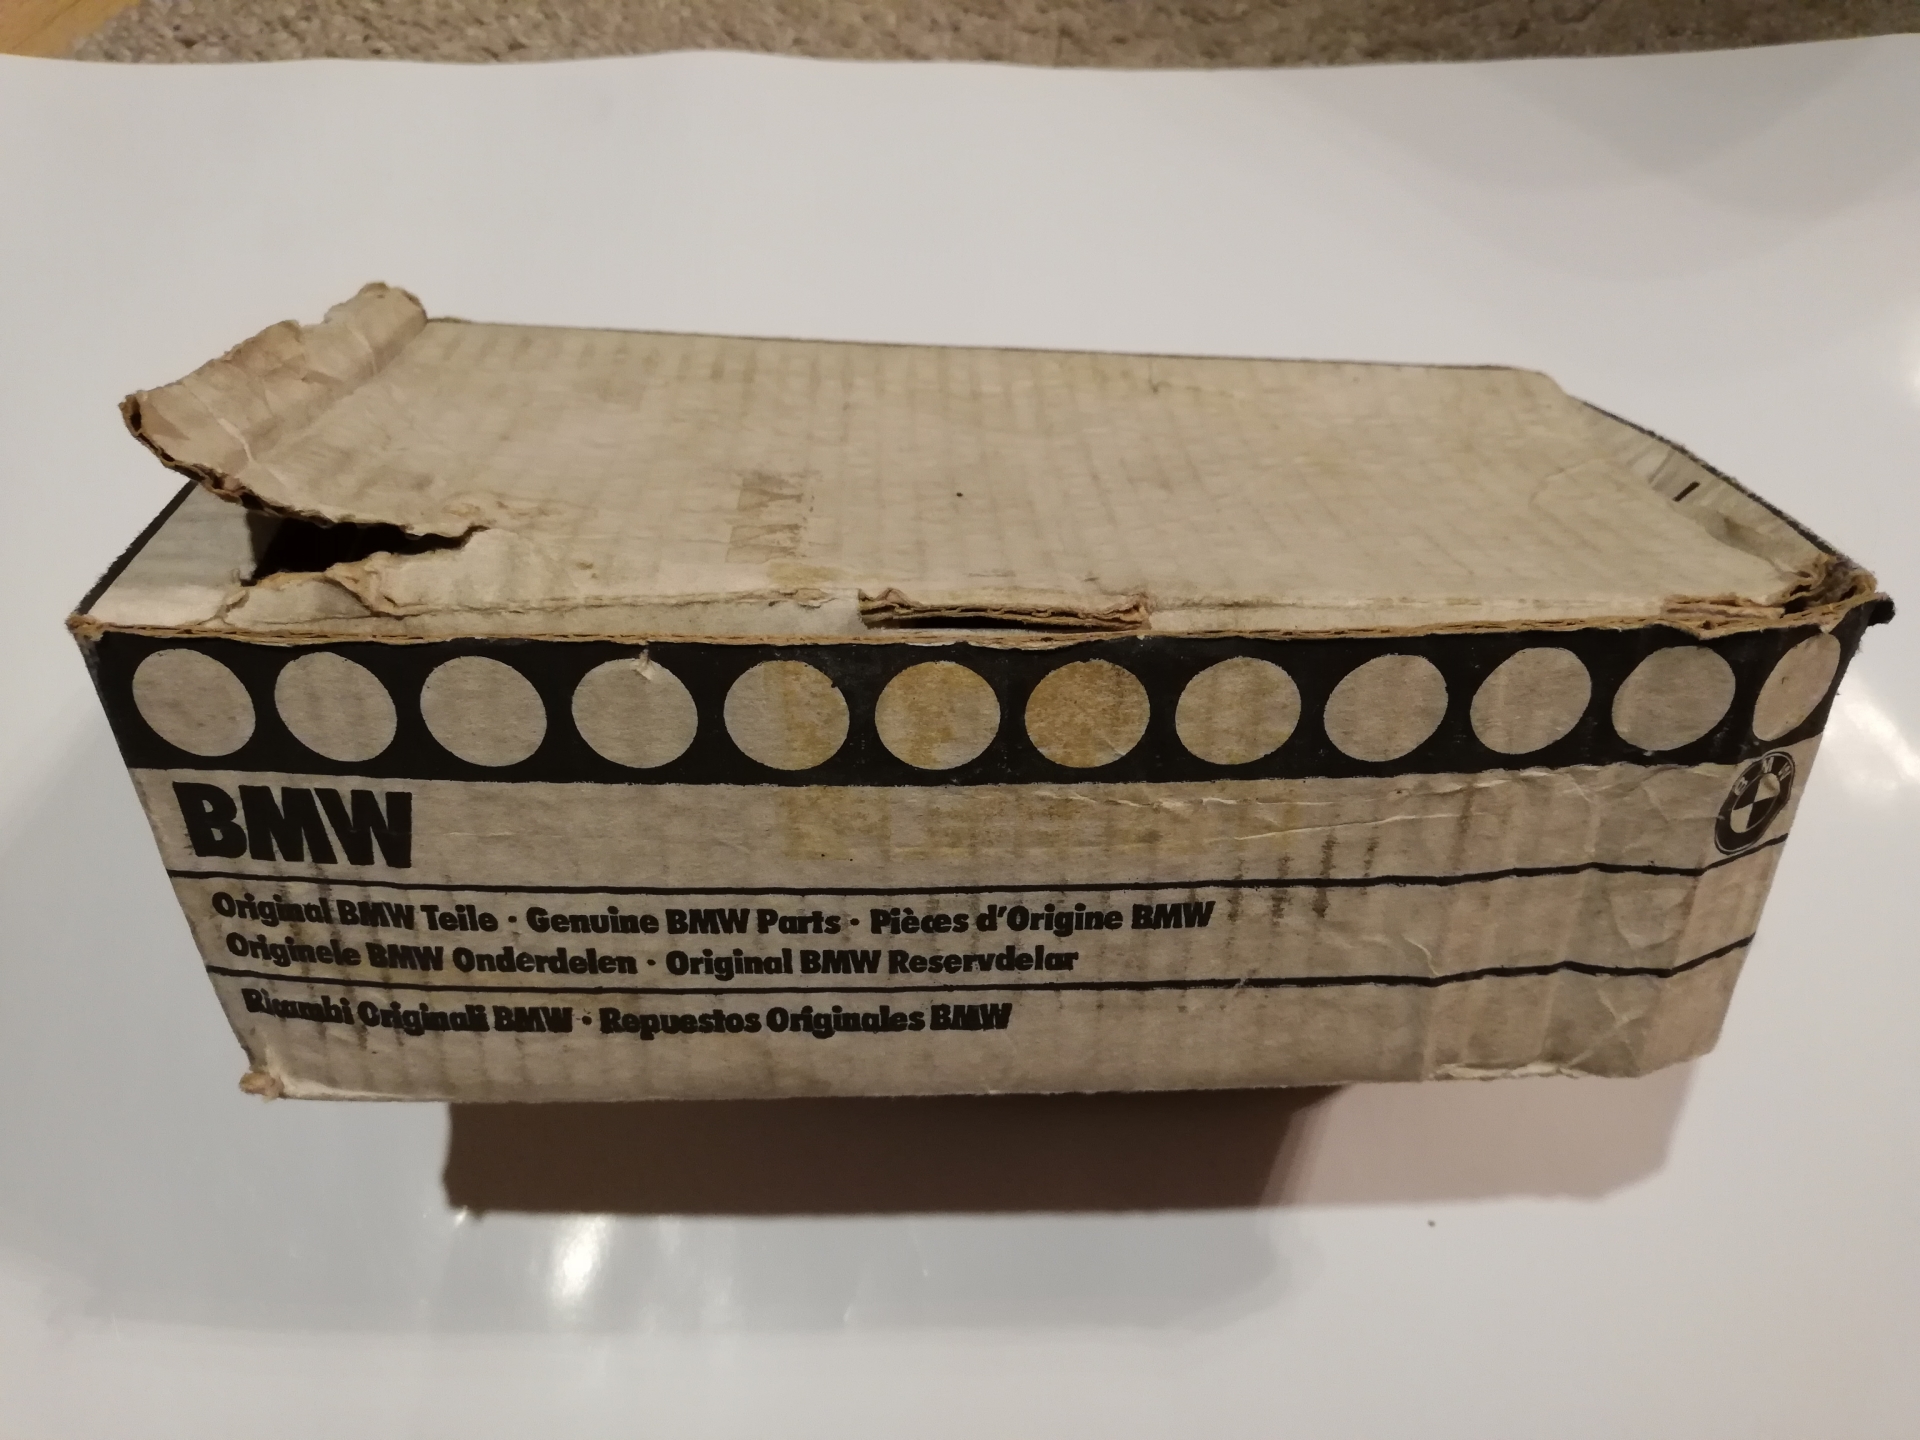 BMW
BMW
Original BMW Teile · Genuine BMW Parts · Pièces d'Origine BMW
Originele BMW Onderdelen · Original BMW Reservdelar
Ricambi Originali BMW · Repuestos Originales BMW